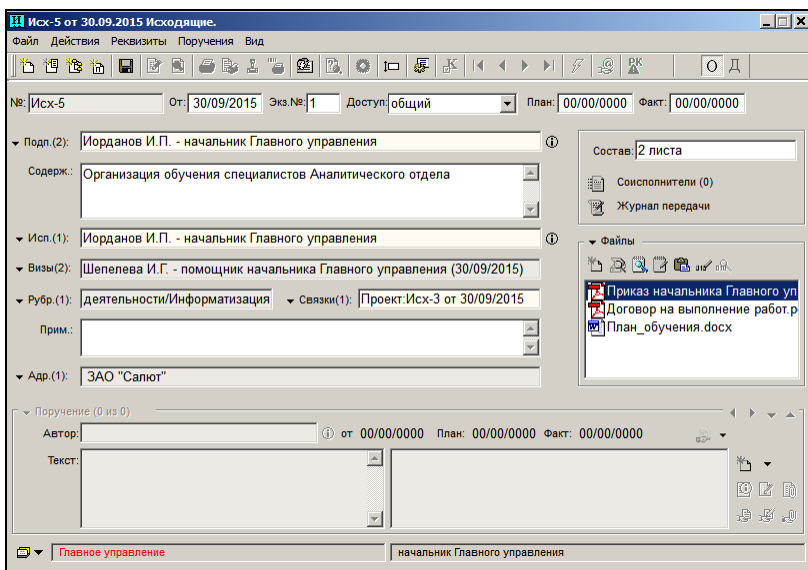 Исх-5 от 30.09.2015 Исходящие.
Файл Действия Реквизиты Поручения Вид
О Д
№: Исх-5 От: 30/09/2015 Экз.№: 1 Доступ: общий План: 00/00/0000 Факт: 00/00/0000
Подп.(2): Иорданов И.П. - начальник Главного управления
Состав: 2 листа
Содерж.: Организация обучения специалистов Аналитического отдела
Соисполнители (0)
Журнал передачи
Исп.(1): Иорданов И.П. - начальник Главного управления
Файлы
Визы(2): Шепелева И.Г. - помощник начальника Главного управления (30/09/2015)
Рубр.(1): деятельности/Информатизация Связки(1): Проект:Исх-3 от 30/09/2015
Приказ начальника Главного уп
Договор на выполнение работ.p
План_обучения.docx
Прим.:
Адр.(1): ЗАО "Салют"
Поручение (0 из 0)
Автор: от 00/00/0000 План: 00/00/0000 Факт: 00/00/0000
Текст:
Главное управление начальник Главного управления